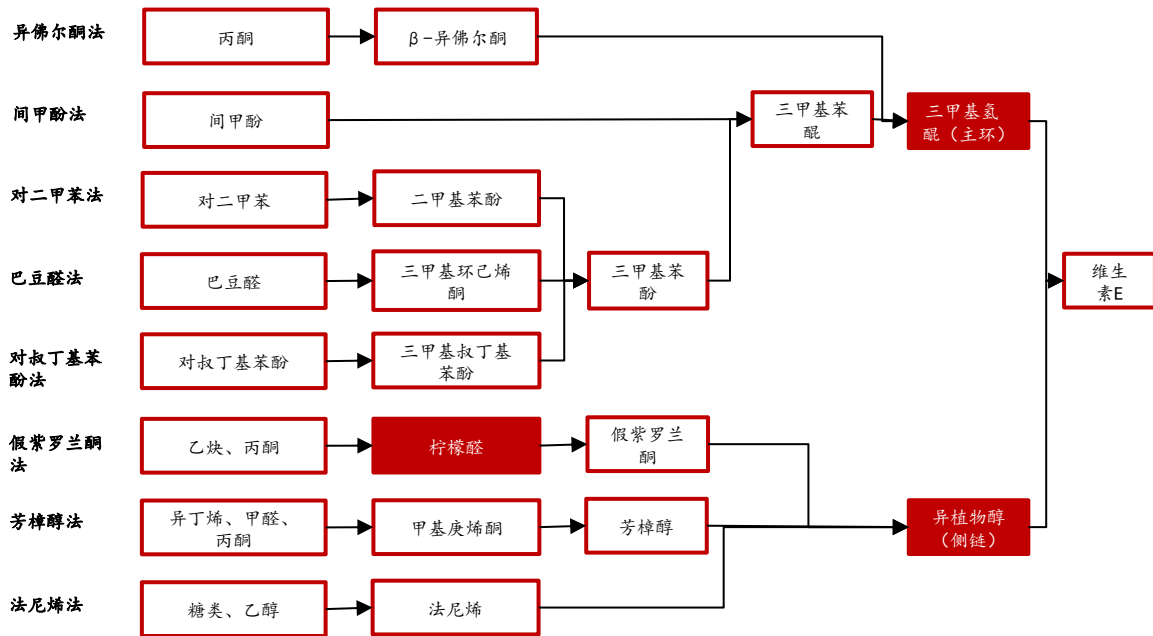 异佛尔酮法
丙酮
β-异佛尔酮
间甲酚法
间甲酚
三甲基苯
醌
三甲基氢
醌（主环）
对二甲苯法
对二甲苯
二甲基苯酚
巴豆醛法
巴豆醛
三甲基环己烯
酮
三甲基苯
酚
维生
素E
对叔丁基苯
酚法
对叔丁基苯酚
三甲基叔丁基
苯酚
假紫罗兰酮
法
乙炔、丙酮
柠檬醛
假紫罗兰
酮
芳樟醇法
异丁烯、甲醛、
丙酮
甲基庚烯酮
芳樟醇
异植物醇
（侧链）
法尼烯法
糖类、乙醇
法尼烯